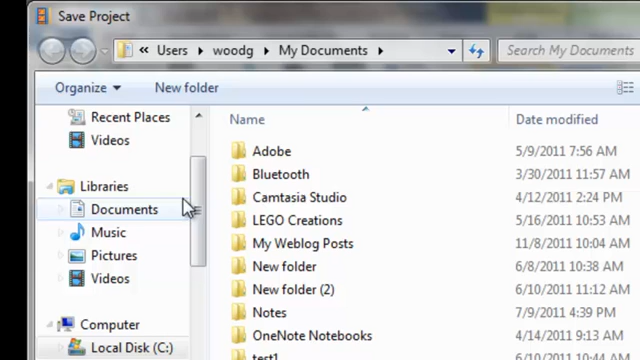 Save Project
« Users woodg My Documents Search My Documents
Organize New folder
Recent Places
Videos
Libraries
Documents
Music
Pictures
Videos
Computer
Local Disk (C:)
Name Date modified
Adobe 5/9/2011 7:56 AM
Bluetooth 3/30/2011 11:57 AM
Camtasia Studio 4/12/2011 2:24 PM
LEGO Creations 5/16/2011 10:53 AM
My Weblog Posts 11/8/2011 10:04 AM
New folder 6/8/2011 10:38 AM
New folder (2) 6/10/2011 11:12 AM
Notes 7/9/2011 4:39 PM
OneNote Notebooks 4/14/2011 9:13 AM
test1